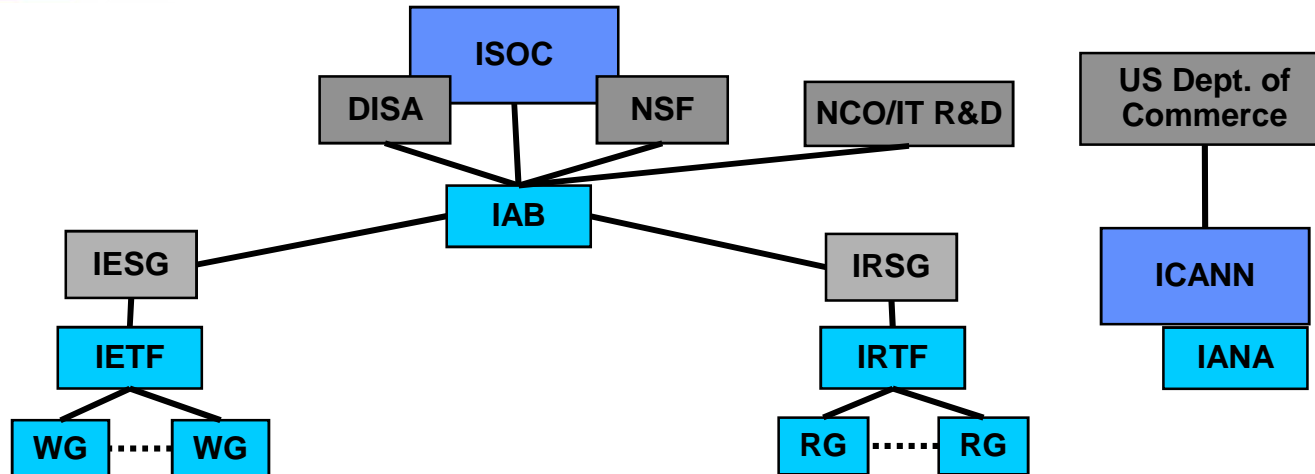 ISOC
DISA
NSF
NCO/IT R&D
US Dept. of
Commerce
IAB
IESG
IRSG
ICANN
IETF
IRTF
IANA
WG
WG
RG
RG